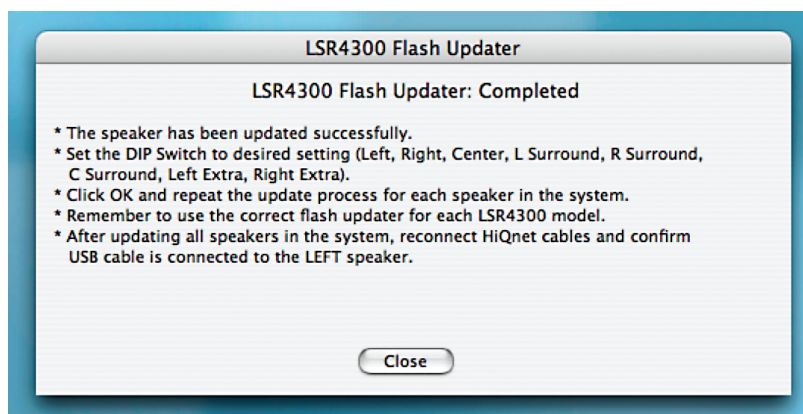 LSR4300 Flash Updater
LSR4300 Flash Updater: Completed
* The speaker has been updated successfully.
* Set the DIP Switch to desired setting (Left, Right, Center, L Surround, R Surround,
C Surround, Left Extra, Right Extra).
* Click OK and repeat the update process for each speaker in the system.
* Remember to use the correct flash updater for each LSR4300 model.
* After updating all speakers in the system, reconnect HiQnet cables and confirm
USB cable is connected to the LEFT speaker.
Close